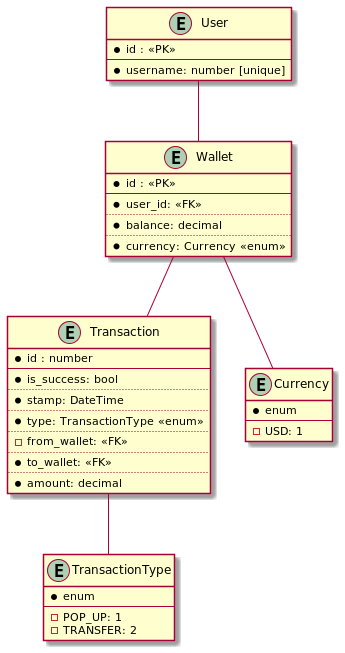 E User
id : «PK»
username: number [unique]
E Wallet
id : «PK»
user_id: «FK»
balance: decimal
currency: Currency «enum»
E Transaction
id : number
is_success: bool
stamp: DateTime
type: TransactionType «enum»
from_wallet: «FK»
to_wallet: «FK»
amount: decimal
E Currency
enum
USD: 1
E TransactionType
enum
POP_UP: 1
TRANSFER: 2